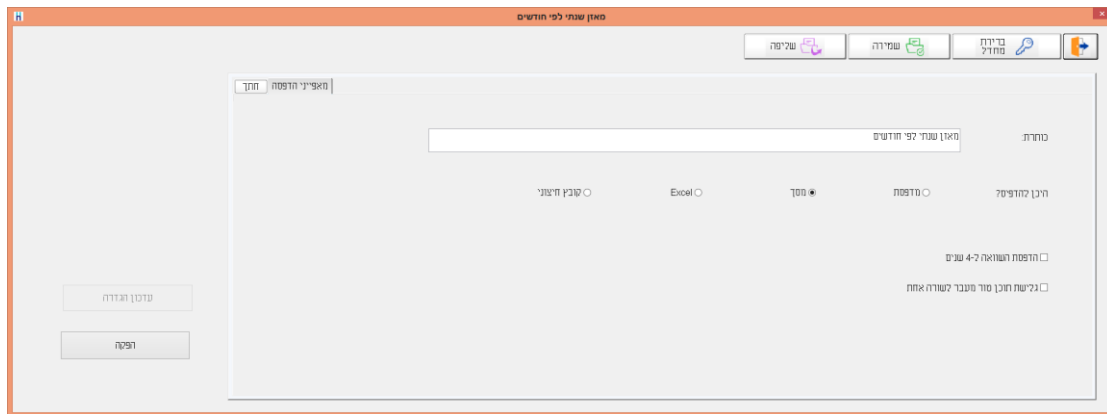 מאזן שנתי לפי חודשים
ברירת מחדל
שמירה
שליפה
מאפייני הדפסה
חתך
כותרת:
מאזן שנתי לפי חודשים
היכן להדפיס?
מדפסת
מסך
Excel
קובץ חיצוני
הדפסת השוואה ל-4 שנים
גלישת תוכן טור מעבר לשורה אחת
עדכון הגדרה
הפקה